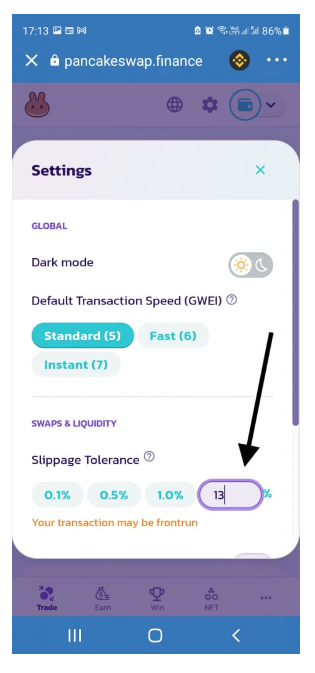 17:13 86%
pancakeswap.finance
Settings
GLOBAL
Dark mode
Default Transaction Speed (GWEI) ?
Standard (5) Fast (6)
Instant (7)
SWAPS & LIQUIDITY
Slippage Tolerance ?
0.1% 0.5% 1.0% 13 %
Your transaction may be frontrun
Trade Earn Win NFT